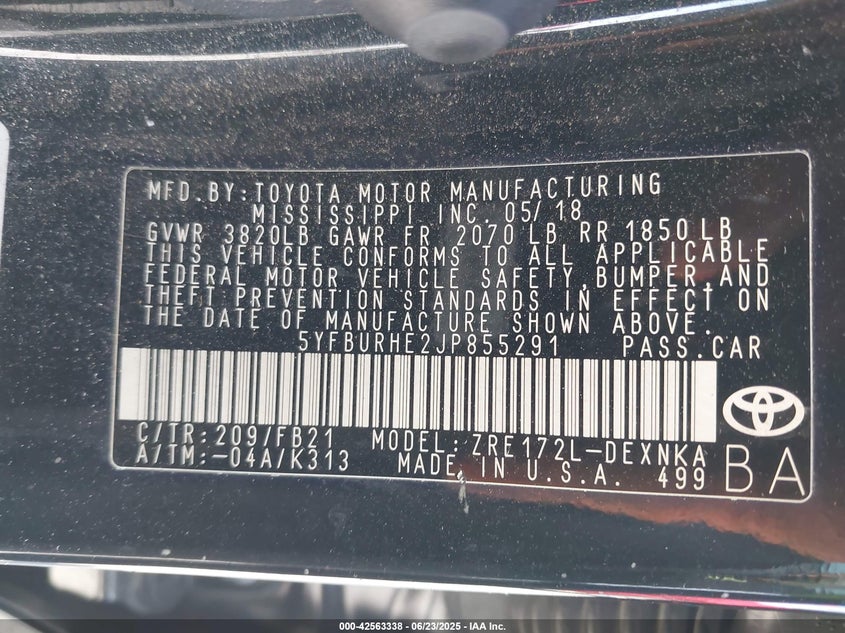 MFD.BY:TOYOTA MOTOR MANUFACTURING
MISSISSIPPI INC. 05/18
GVWR 3820LB GAWR FR 2070 LB RR 1850 LB
THIS VEHICLE CONFORMS TO ALL APPLICABLE
FEDERAL MOTOR VEHICLE SAFETY,BUMPER,AND
THEFT PREVENTION STANDARDS IN EFFECT ON
THE DATE OF MANUFACTURE SHOWN ABOVE.
5YFBURHE2JP855291 PASS.CAR
C/TR:209/FB21 MODEL:ZRE172L-DEXNKA
A/TM:-04A/K313 MADE IN U.S.A. 499
BA
000-42563338 - 06/23/2025 - IAA Inc.